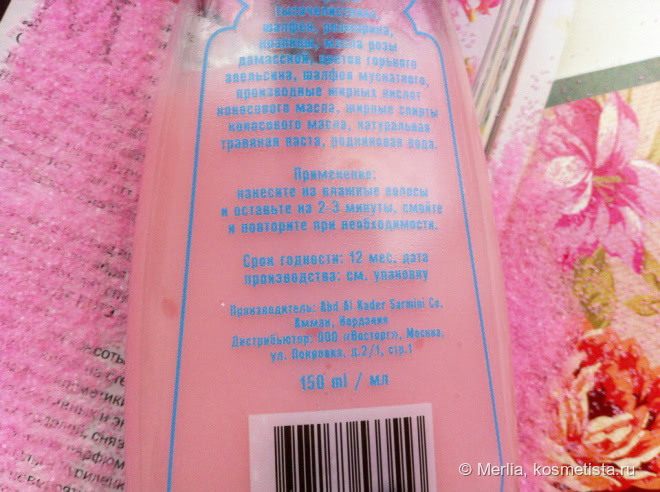 тысячелистника,
шалфея, розмарина,
крапивы, масла розы
дамасской, цветов горького
апельсина, шалфея мускатного,
производные жирных кислот
кокосового масла, жирные спирты
кокосового масла, натуральная
травяная паста, родниковая вода.
Применение:
нанесите на влажные волосы
и оставьте на 2-3 минуты, смойте
и повторите при необходимости.
Срок годности: 12 мес, дата
производства: см. упаковку
Производитель: Abd Al Kader Sarmini Co.
Амман, Иордания
Дистрибьютор: ООО «Восторг», Москва,
ул. Покровка, д.2/1, стр.1
150 ml / мл
© Merlia, kosmetista.ru